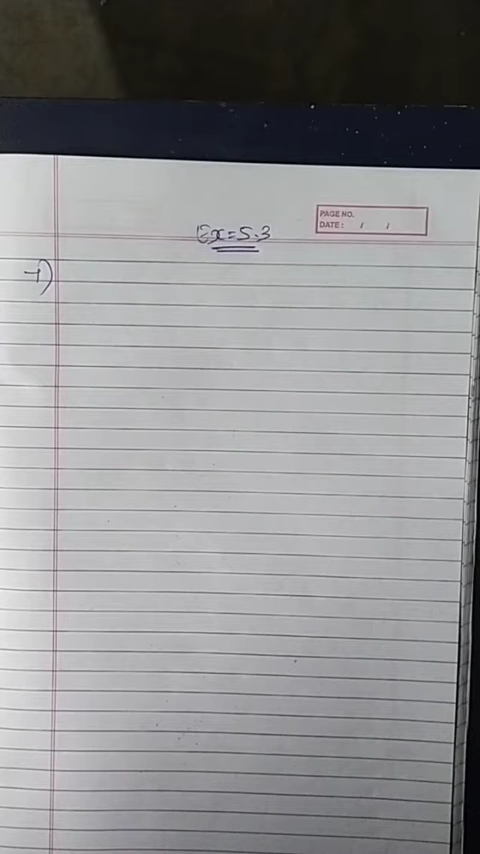 PAGE NO.
DATE : / /
Ex = 5.3
1)